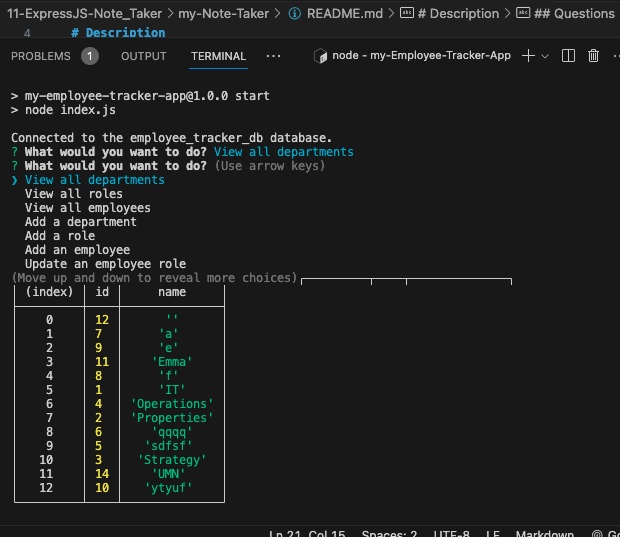 11-ExpressJS-Note_Taker > my-Note-Taker > README.md > # Description > ## Questions
4 # Description
PROBLEMS 1 OUTPUT TERMINAL ··· node - my-Employee-Tracker-App
> my-employee-tracker-app@1.0.0 start
> node index.js
Connected to the employee_tracker_db database.
? What would you want to do? View all departments
? What would you want to do? (Use arrow keys)
❯ View all departments
View all roles
View all employees
Add a department
Add a role
Add an employee
Update an employee role
(Move up and down to reveal more choices)
(index) id name
0 12 ''
1 7 'a'
2 9 'e'
3 11 'Emma'
4 8 'f'
5 1 'IT'
6 4 'Operations'
7 2 'Properties'
8 6 'qqqq'
9 5 'sdfsf'
10 3 'Strategy'
11 14 'UMN'
12 10 'ytyuf'
Ln 21, Col 15 Spaces: 2 UTF-8 LF Markdown